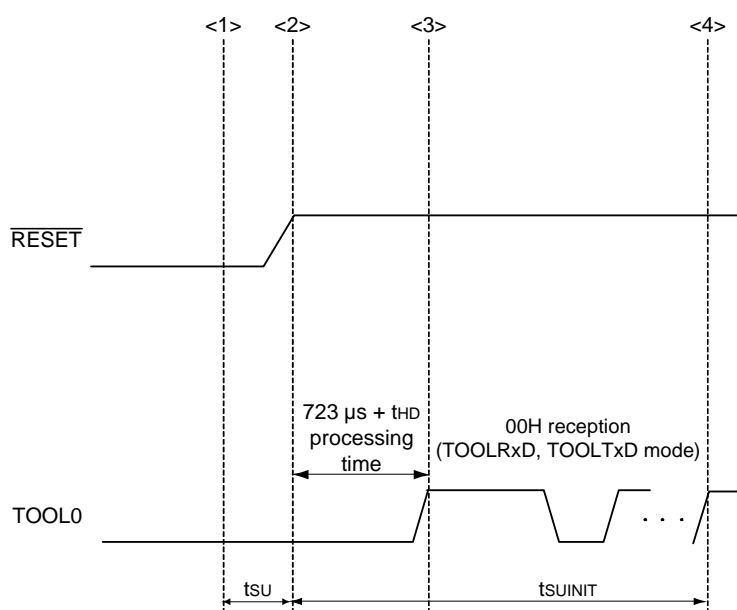 <1> <2> <3> <4>
RESET
723 µs + tHD
processing
time
00H reception
(TOOLRxD, TOOLTxD mode)
TOOL0
. . .
tSU
tSUINIT